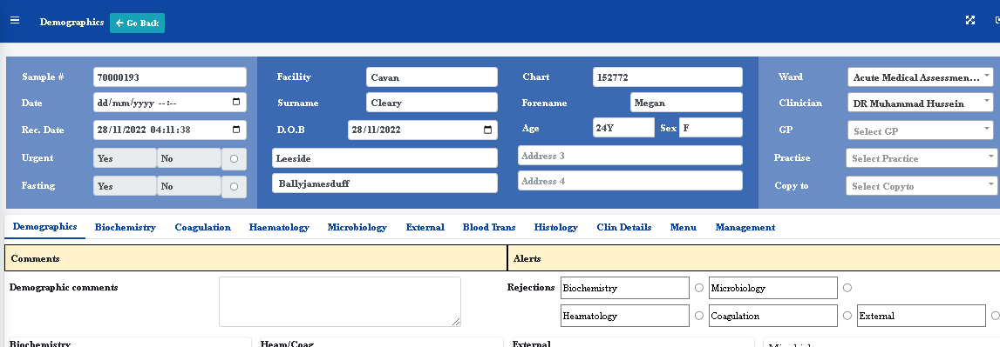 Demographics Go Back
Sample # 70000193 Facility Cavan Chart 152772 Ward Acute Medical Assessmen...
Date dd/mm/yyyy --:-- Surname Cleary Forename Megan Clinician DR Muhammad Hussein
Rec. Date 28/11/2022 04:11:38 D.O.B 28/11/2022 Age 24Y Sex F GP Select GP
Urgent Yes No Leeside Address 3 Practise Select Practice
Fasting Yes No Ballyjamesduff Address 4 Copy to Select Copyto
Demographics Biochemistry Coagulation Haematology Microbiology External Blood Trans Histology Clin Details Menu Management
Comments Alerts
Demographic comments Rejections Biochemistry Microbiology
Heamatology Coagulation External
Biochemistry Heam/Coag External